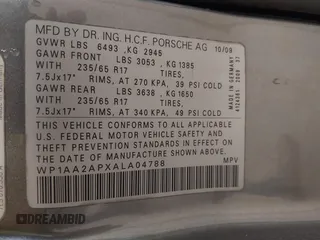 MFD BY DR. ING. H.C.F. PORSCHE AG 10/09
GVWR LBS 6493 ,KG 2945
GAWR FRONT LBS 3053 ,KG 1385
WITH 235/65 R17 TIRES,
7.5Jx17" RIMS, AT 270 KPA, 39 PSI COLD
GAWR REAR LBS 3638 ,KG 1650
WITH 235/65 R17 TIRES,
7.5Jx17" RIMS, AT 340 KPA, 49 PSI COLD
THIS VEHICLE CONFORMS TO ALL APPLICABLE
U.S. FEDERAL MOTOR VEHICLE SAFETY AND
THEFT PREVENTION STANDARDS IN EFFECT ON
THE DATE OF MANUFACTURE SHOWN ABOVE
WP1AA2APXALA04788 MPV
© IAAI/COPART/BIDFAX